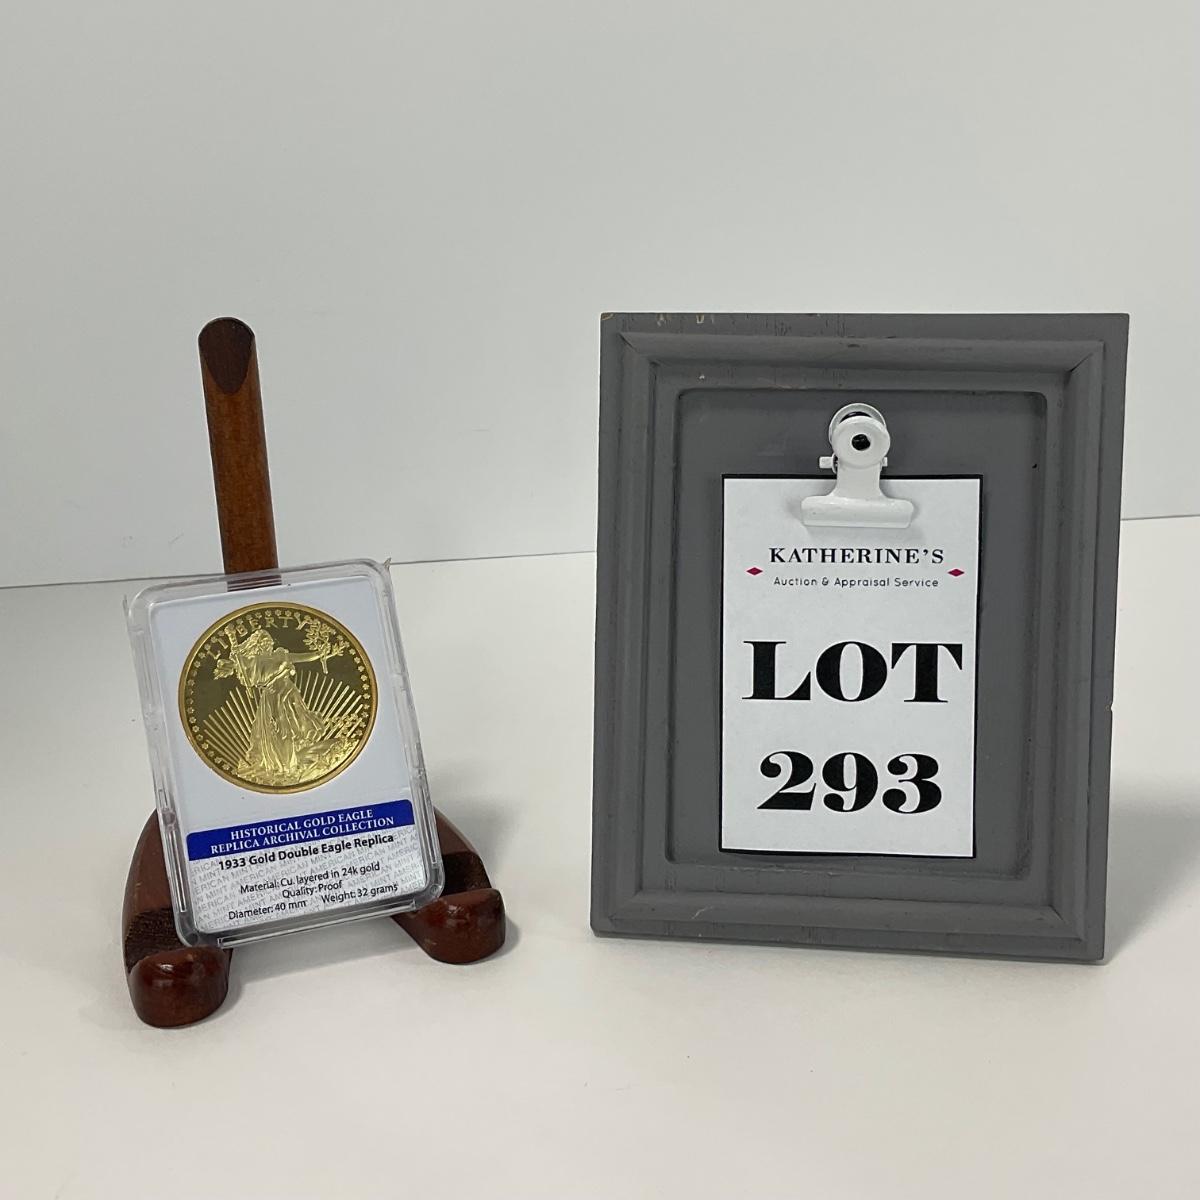 LIBERTY
1933
HISTORICAL GOLD EAGLE
REPLICA ARCHIVAL COLLECTION
1933 Gold Double Eagle Replica
Material: Cu. layered in 24k gold
Quality: Proof
Diameter: 40 mm Weight: 32 grams
KATHERINE'S
Auction & Appraisal Service
LOT
293